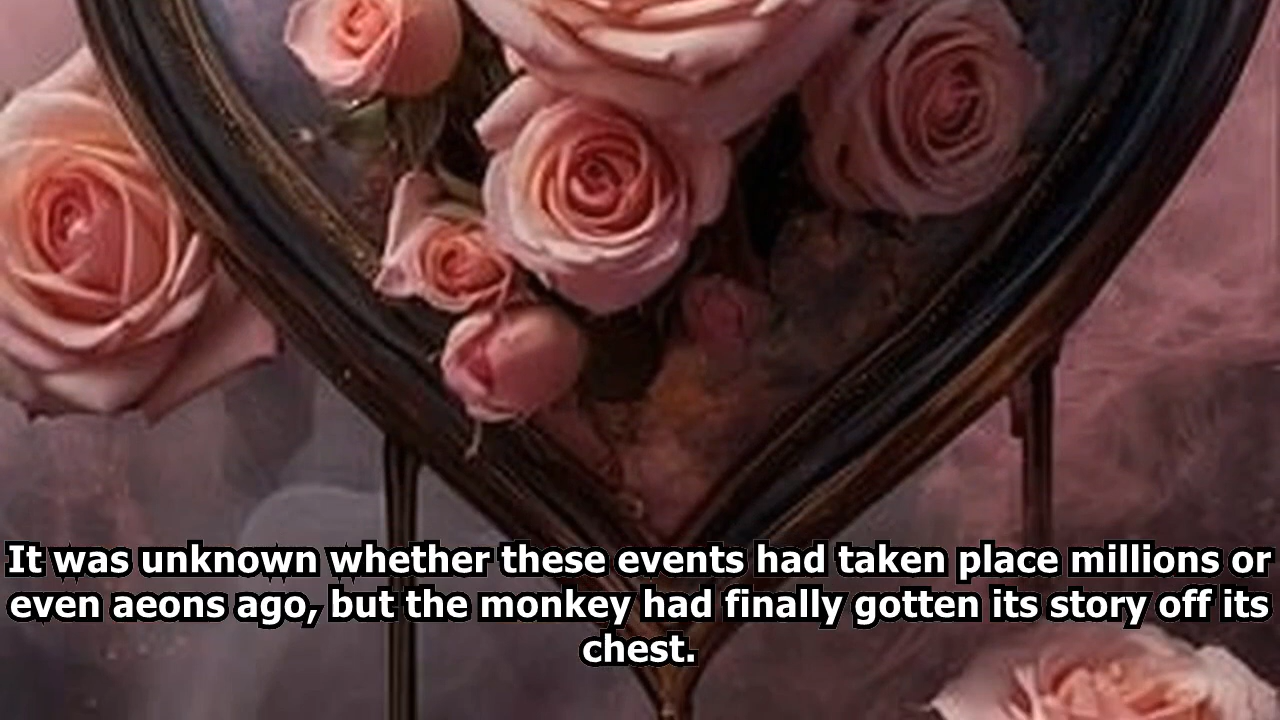 It was unknown whether these events had taken place millions or
even aeons ago, but the monkey had finally gotten its story off its
chest.